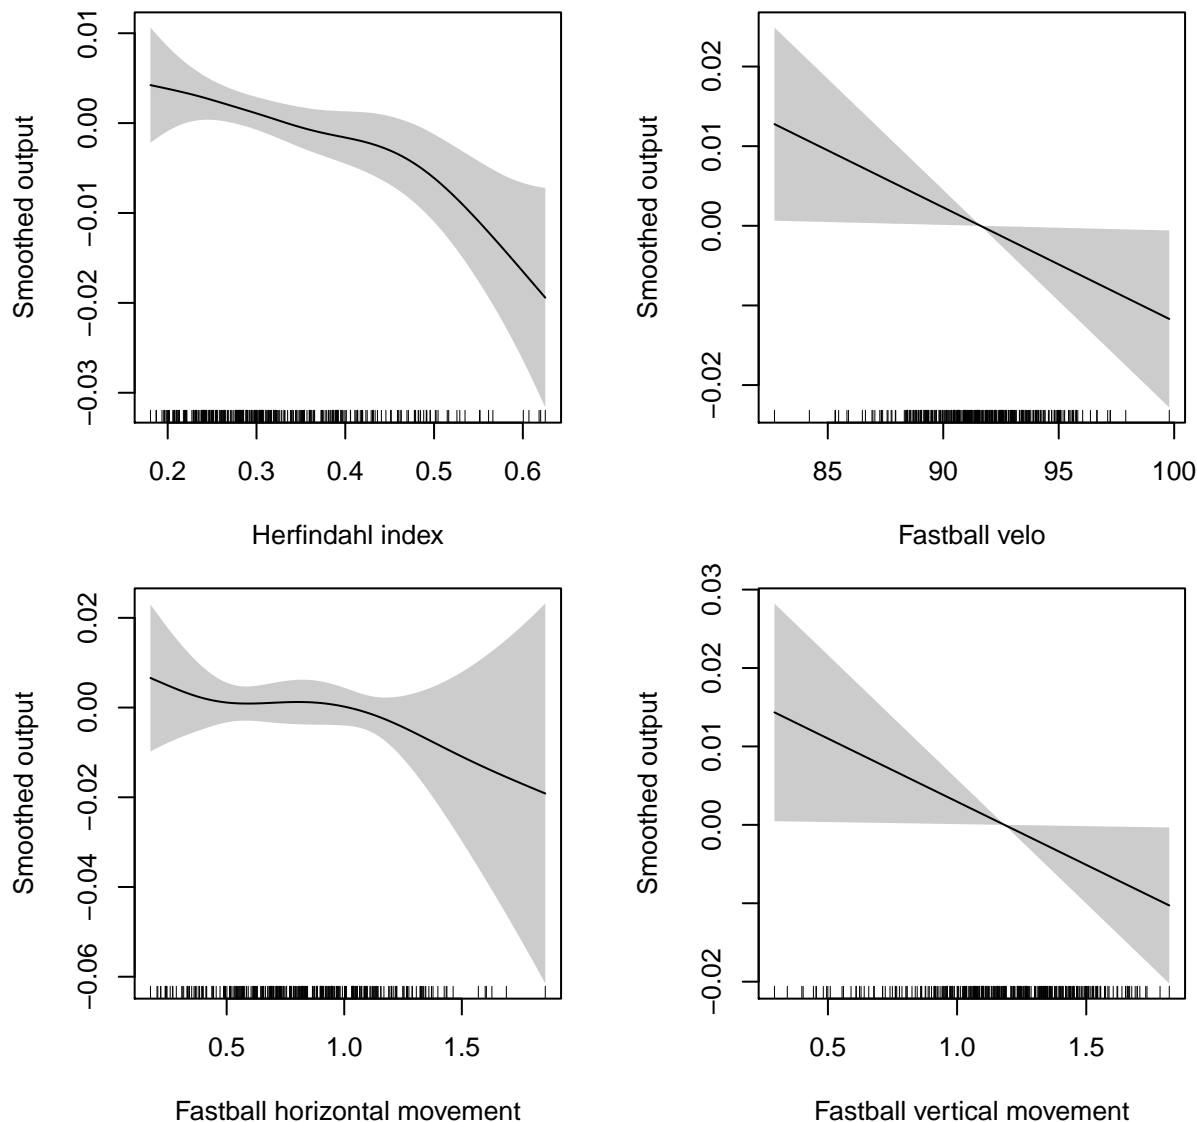 0.01
0.00
−0.01
−0.02
−0.03
Smoothed output
0.2 0.3 0.4 0.5 0.6
Herfindahl index
0.02
0.01
0.00
−0.02
Smoothed output
85 90 95 100
Fastball velo
0.02
0.00
−0.02
−0.04
−0.06
Smoothed output
0.5 1.0 1.5
Fastball horizontal movement
0.03
0.02
0.01
0.00
−0.02
Smoothed output
0.5 1.0 1.5
Fastball vertical movement